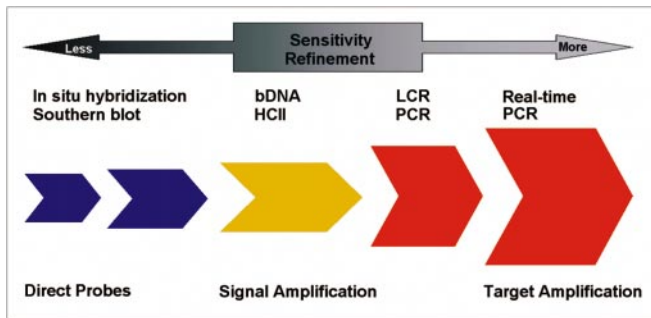 Sensitivity
Refinement
Less
More
In situ hybridization
Southern blot
bDNA
HCII
LCR
PCR
Real-time
PCR
Direct Probes
Signal Amplification
Target Amplification